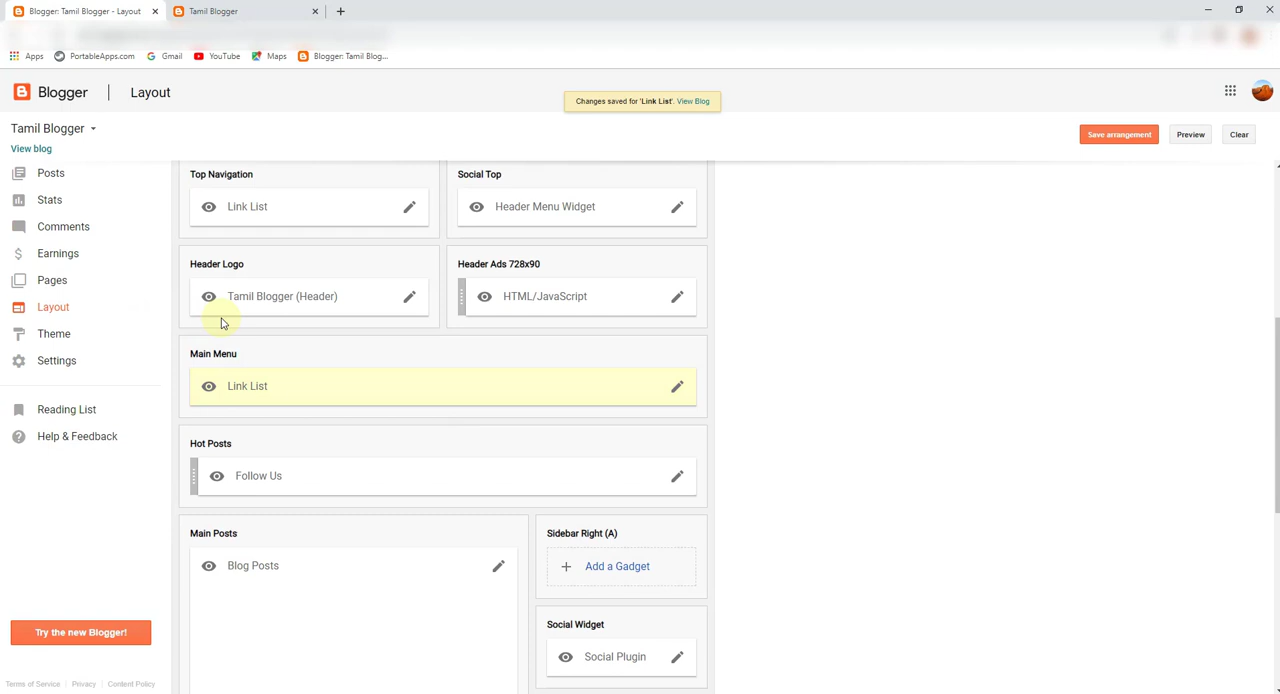 Blogger: Tamil Blogger - Layout
Tamil Blogger
Apps
PortableApps.com
Gmail
YouTube
Maps
Blogger: Tamil Blog...
Blogger
Layout
Changes saved for 'Link List'. View Blog
Tamil Blogger
View blog
Save arrangement
Preview
Clear
Posts
Stats
Comments
Earnings
Pages
Layout
Theme
Settings
Reading List
Help & Feedback
Try the new Blogger!
Terms of Service | Privacy | Content Policy
Top Navigation
Link List
Social Top
Header Menu Widget
Header Logo
Tamil Blogger (Header)
Header Ads 728x90
HTML/JavaScript
Main Menu
Link List
Hot Posts
Follow Us
Main Posts
Blog Posts
Sidebar Right (A)
Add a Gadget
Social Widget
Social Plugin